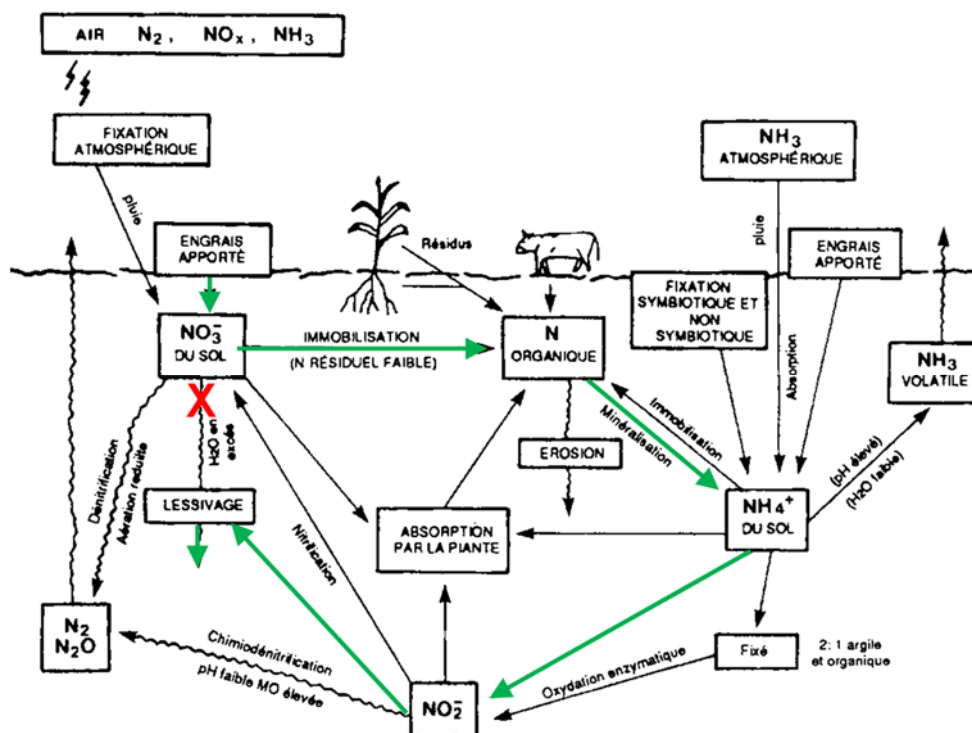 AIR N₂, NOₓ, NH₃
FIXATION
ATMOSPHÉRIQUE
NH₃
ATMOSPHÉRIQUE
pluie
ENGRAIS
APPORTÉ
Résidus
pluie
ENGRAIS
APPORTÉ
FIXATION
SYMBIOTIQUE ET
NON
SYMBIOTIQUE
NO₃⁻
DU SOL
IMMOBILISATION
(N RÉSIDUEL FAIBLE)
N
ORGANIQUE
Absorption
NH₃
VOLATILE
X
H2O en
excès
Minéralisation
Immobilisation
EROSION
(pH élevé)
(H2O faible)
Dénitrification
Aération reduite
LESSIVAGE
Nitrification
ABSORPTION
PAR LA PLANTE
NH₄⁺
DU SOL
N₂
N₂O
Chimiodénitrification
pH faible MO élevée
NO₂⁻
Oxydation enzymatique
Fixé
2: 1 argile
et organique